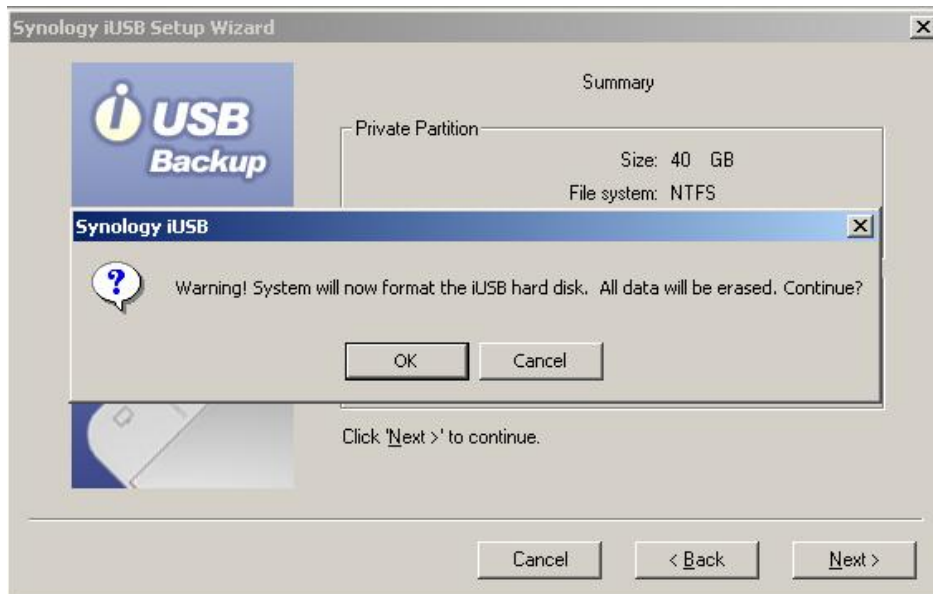 Synology iUSB Setup Wizard
i USB
Backup
Summary
Private Partition
Size: 40 GB
File system: NTFS
Synology iUSB
Warning! System will now format the iUSB hard disk. All data will be erased. Continue?
OK
Cancel
Click 'Next >' to continue.
Cancel
< Back
Next >